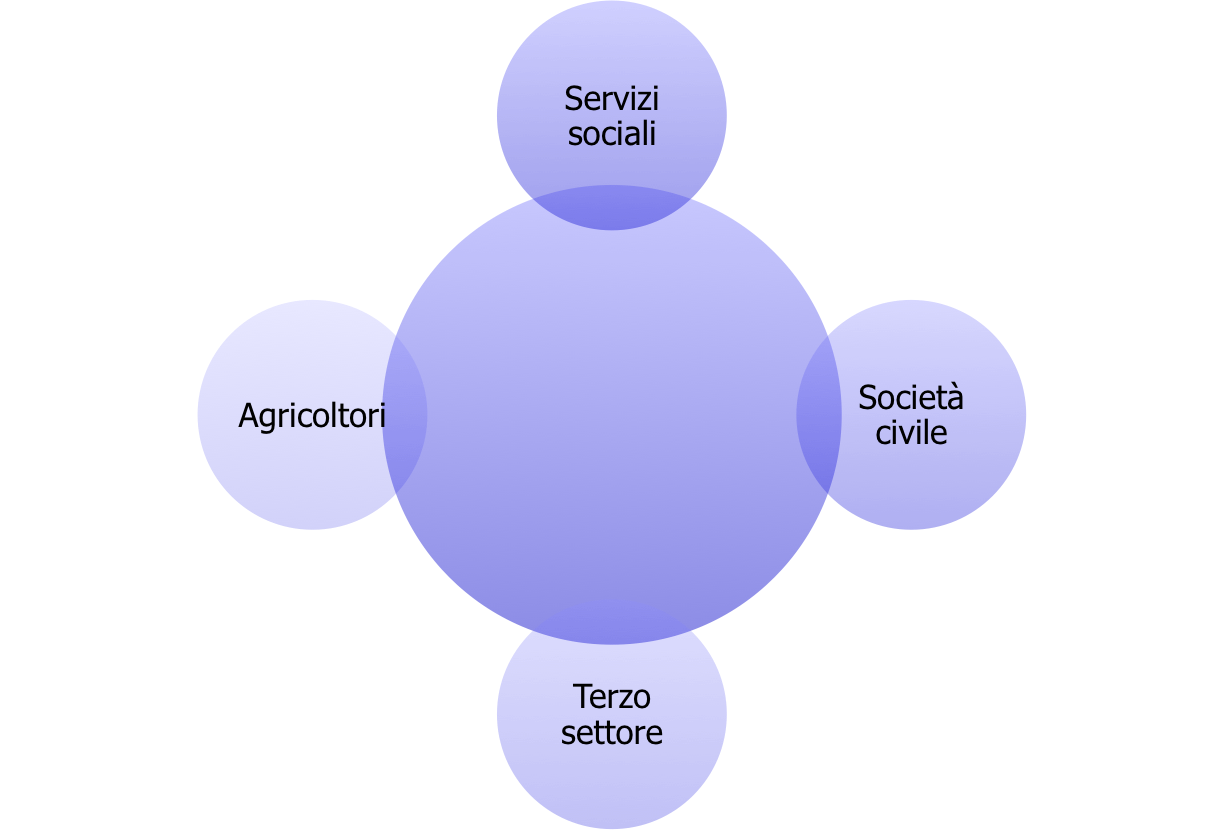 Servizi
sociali
Agricoltori
Società
civile
Terzo
settore